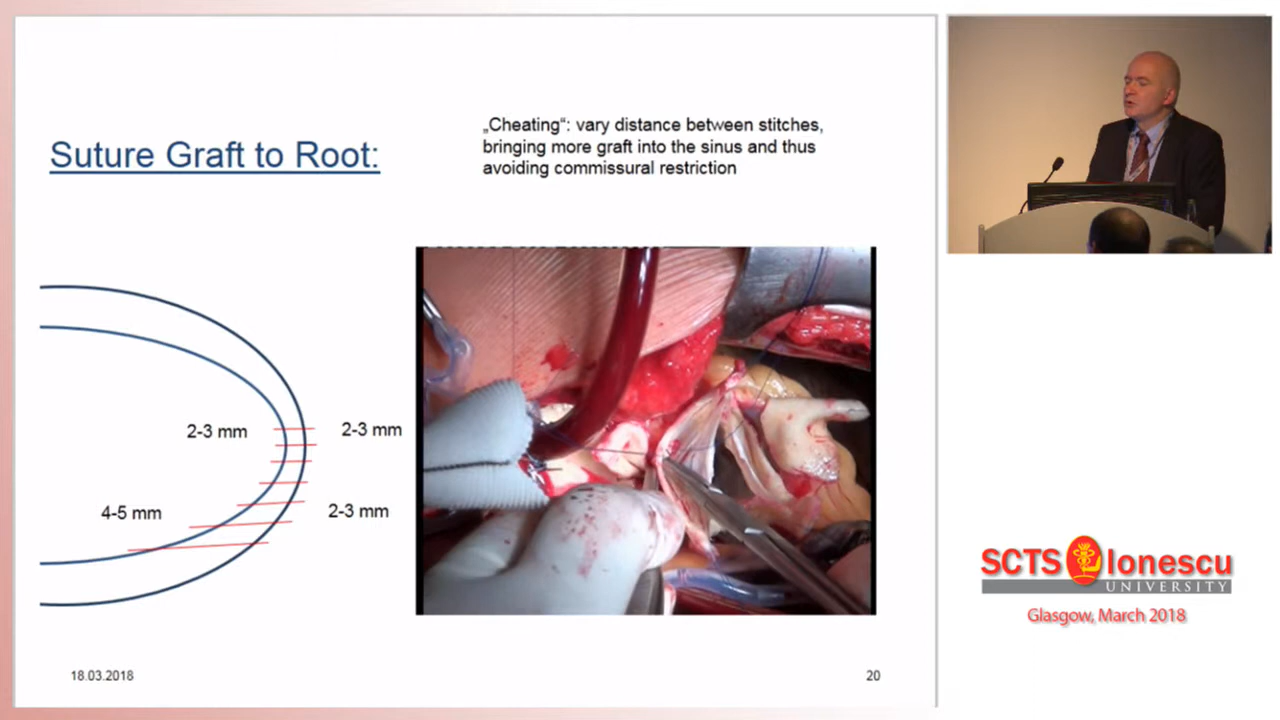 Suture Graft to Root:
„Cheating“: vary distance between stitches,
bringing more graft into the sinus and thus
avoiding commissural restriction
2-3 mm
2-3 mm
4-5 mm
2-3 mm
18.03.2018
20
SCTS Ionescu
UNIVERSITY
Glasgow, March 2018